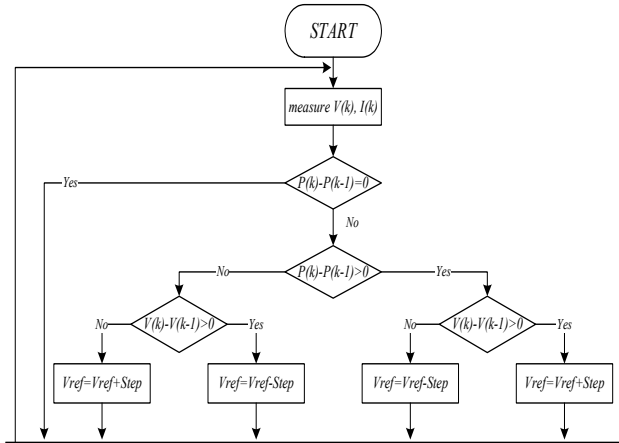 START
measure V(k), I(k)
P(k)-P(k-1)=0
Yes
No
P(k)-P(k-1)>0
No
Yes
V(k)-V(k-1)>0
No
Yes
V(k)-V(k-1)>0
No
Yes
Vref=Vref+Step
Vref=Vref-Step
Vref=Vref-Step
Vref=Vref+Step